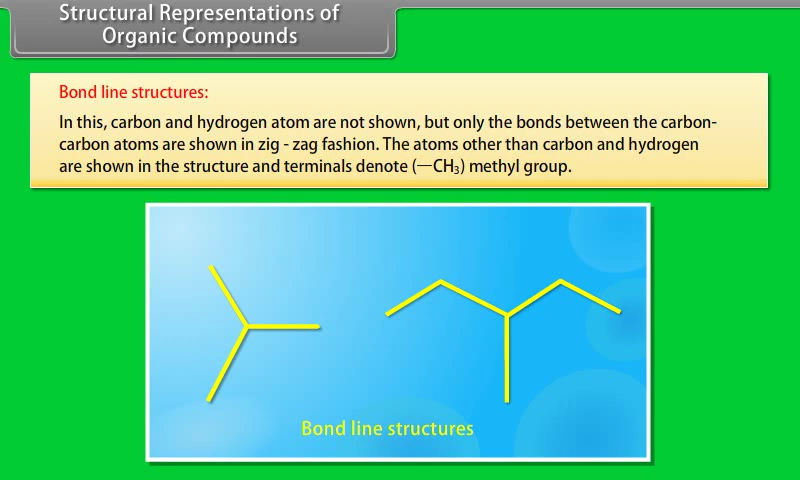 Structural Representations of
Organic Compounds
Bond line structures:
In this, carbon and hydrogen atom are not shown, but only the bonds between the carbon-
carbon atoms are shown in zig - zag fashion. The atoms other than carbon and hydrogen
are shown in the structure and terminals denote (—CH₃) methyl group.
Bond line structures